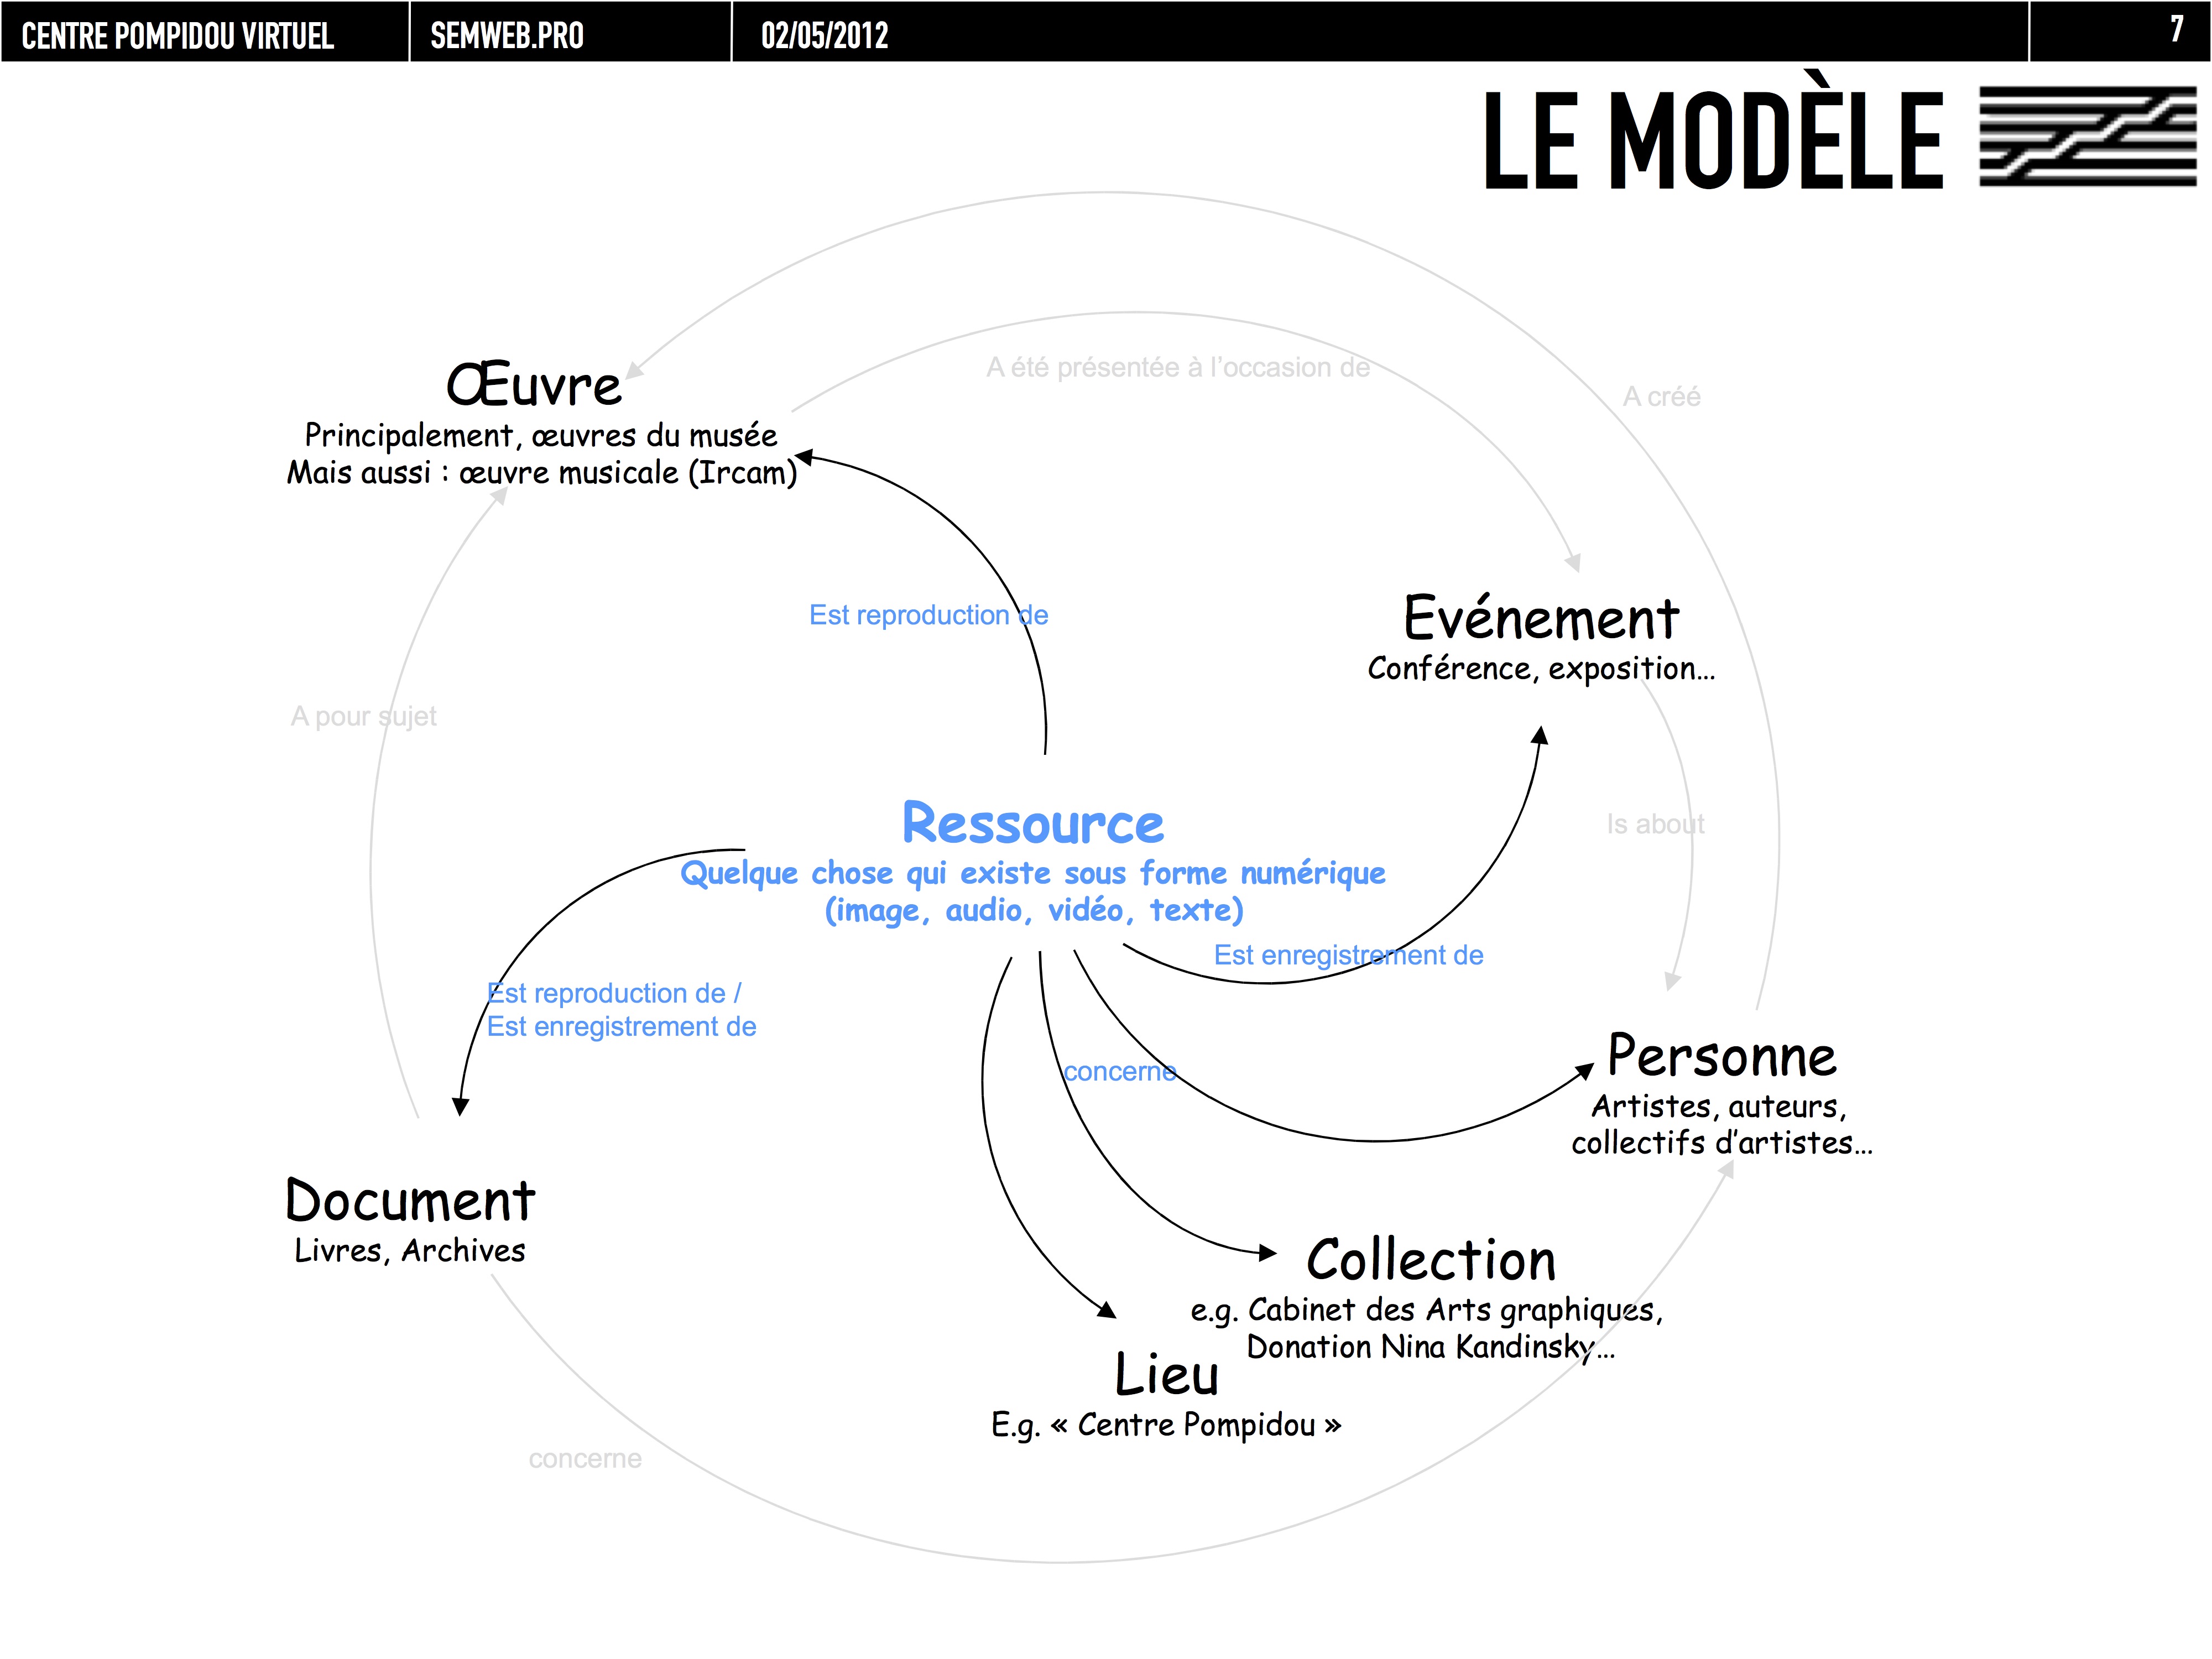 CENTRE POMPIDOU VIRTUEL
SEMWEB.PRO
02/05/2012
7
LE MODÈLE
A été présentée à l’occasion de
A créé
Œuvre
Principalement, œuvres du musée
Mais aussi : œuvre musicale (Ircam)
Est reproduction de
Evénement
Conférence, exposition...
A pour sujet
Is about
Ressource
Quelque chose qui existe sous forme numérique
(image, audio, vidéo, texte)
Est enregistrement de
Est reproduction de /
Est enregistrement de
concerne
Personne
Artistes, auteurs,
collectifs d’artistes...
Document
Livres, Archives
Collection
e.g. Cabinet des Arts graphiques,
Donation Nina Kandinsky...
Lieu
E.g. « Centre Pompidou »
concerne